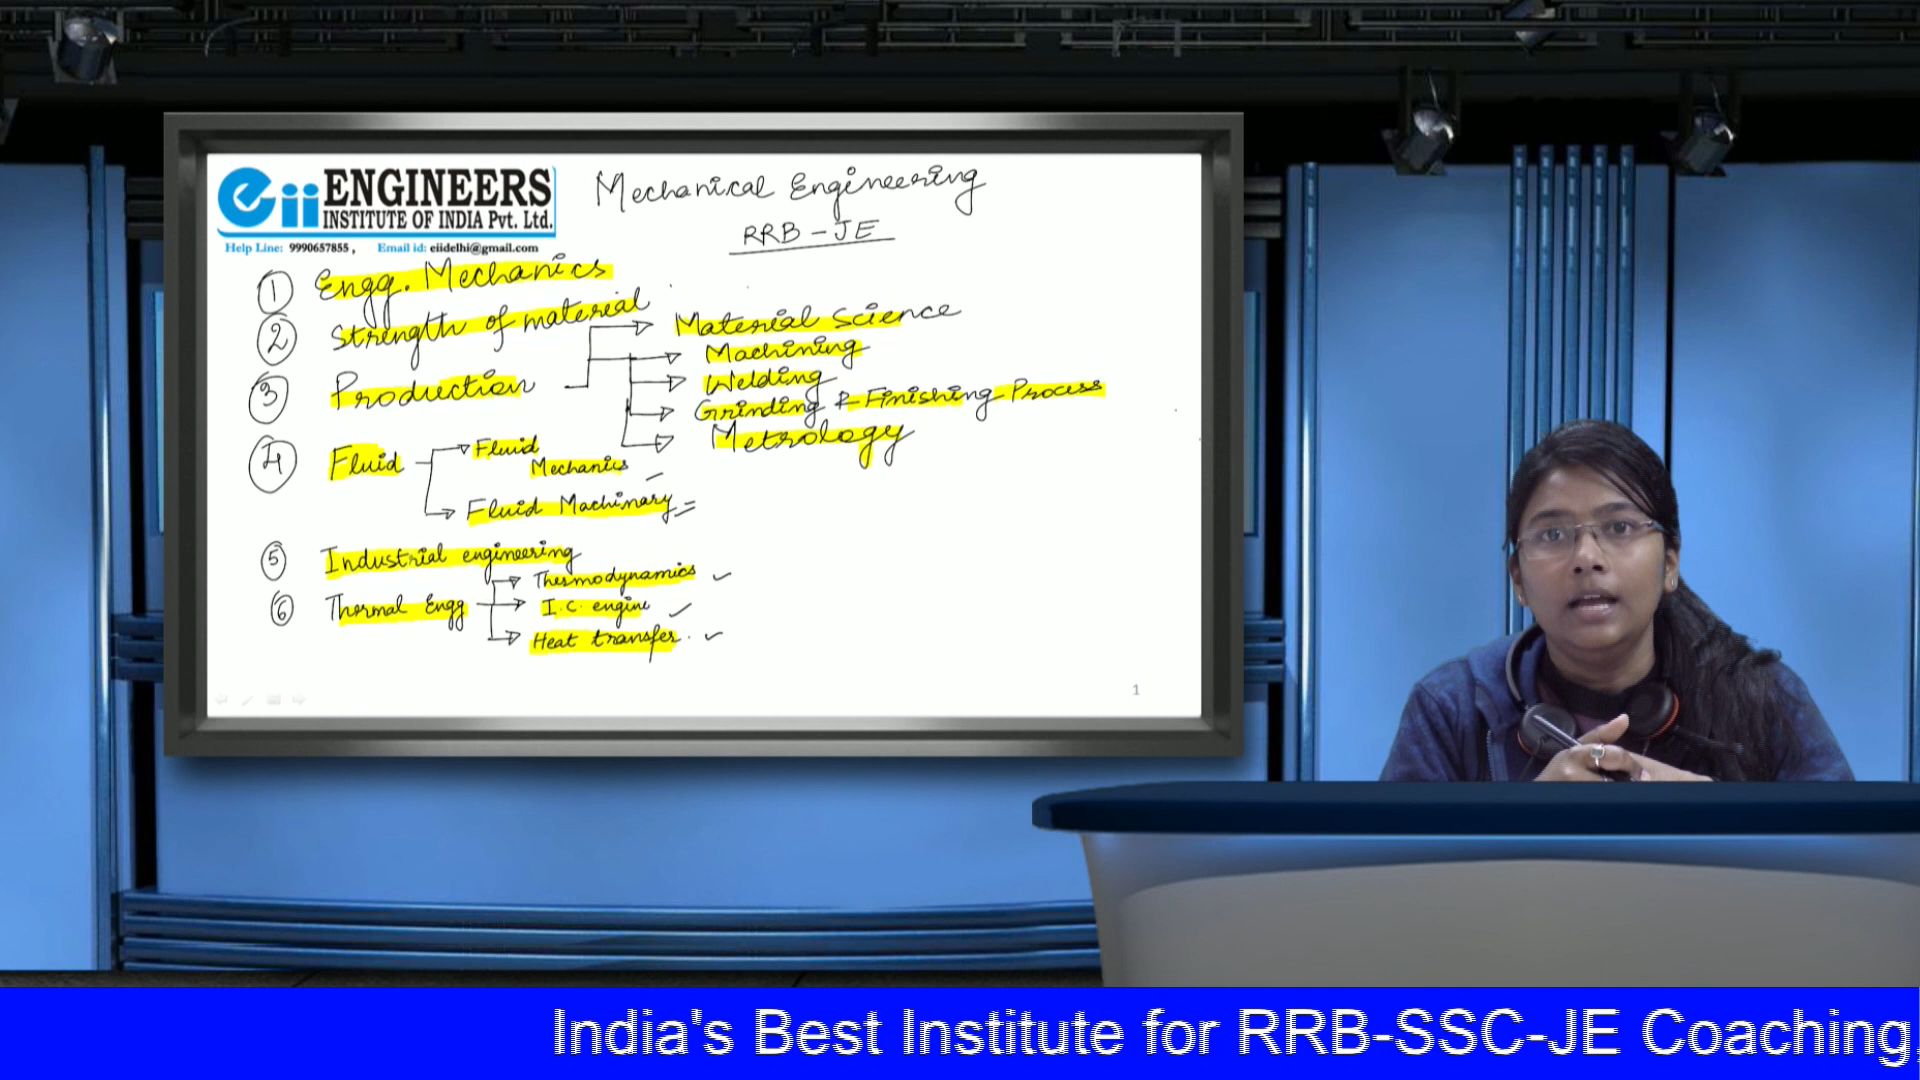 eii ENGINEERS
INSTITUTE OF INDIA Pvt. Ltd.
Help Line: 9990657855 , Email id: eiidelhi@gmail.com
Mechanical Engineering
RRB - JE
1 Engg. Mechanics
2 Strength of material
3 Production
Material Science
Machining
Welding
Grinding & Finishing Process
Metrology
4 Fluid
Fluid
Mechanics
Fluid Machinary
5 Industrial engineering
6 Thermal Engg
Thermodynamics
I.C. engine
Heat transfer.
1
India's Best Institute for RRB-SSC-JE Coaching,